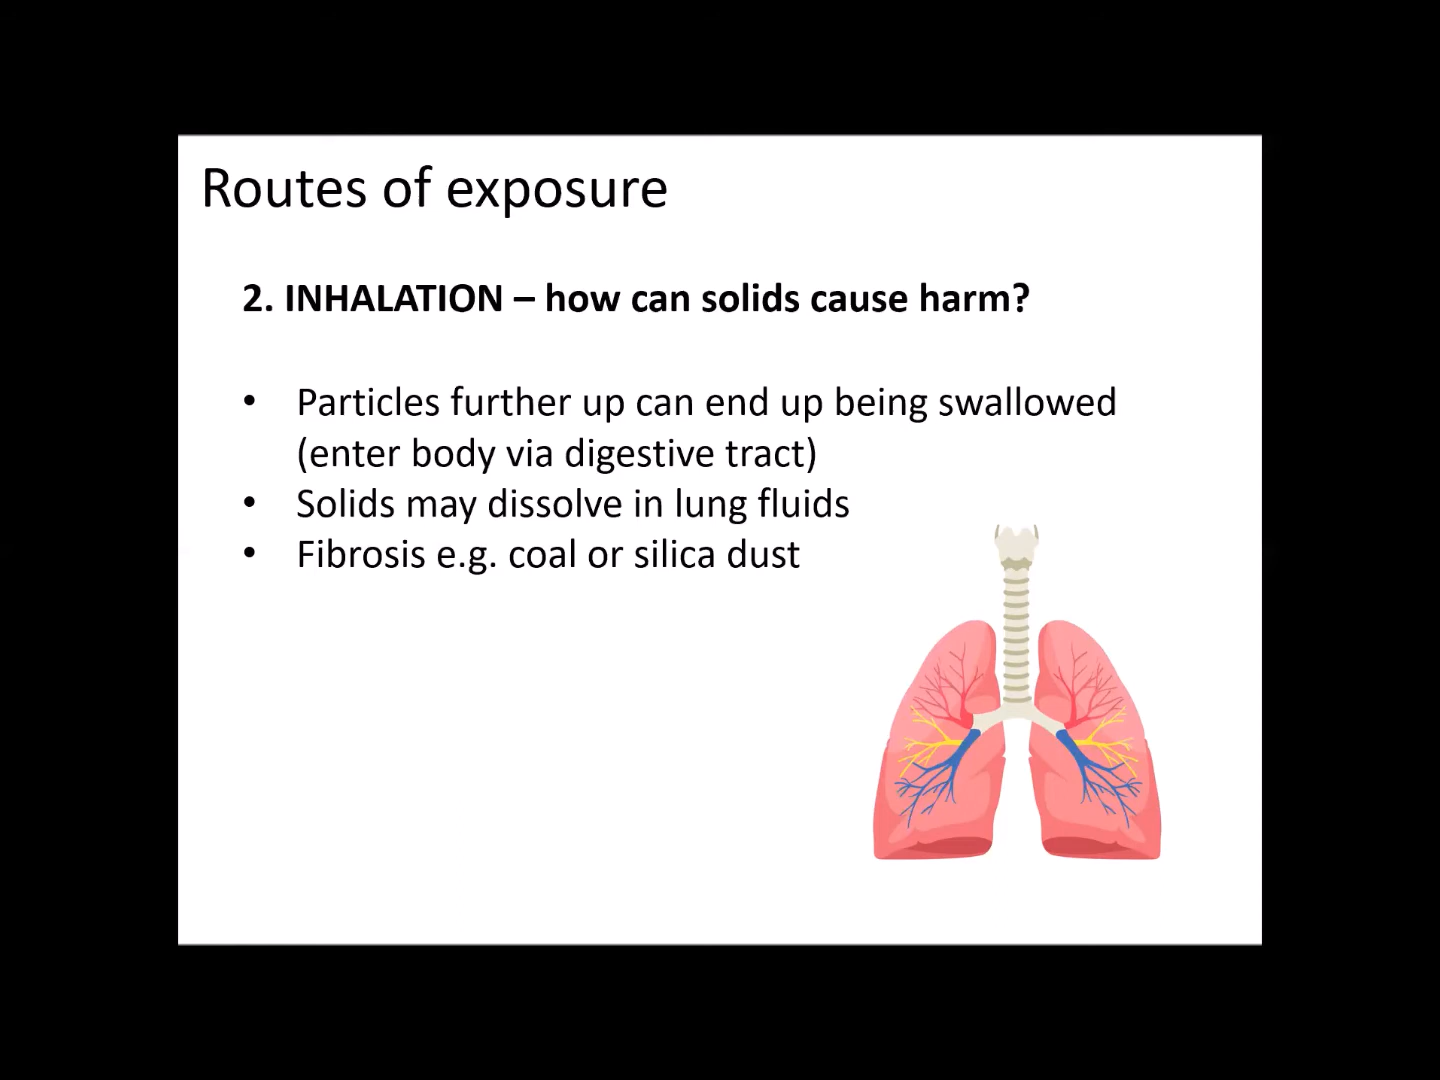 Routes of exposure
2. INHALATION – how can solids cause harm?
• Particles further up can end up being swallowed
(enter body via digestive tract)
• Solids may dissolve in lung fluids
• Fibrosis e.g. coal or silica dust